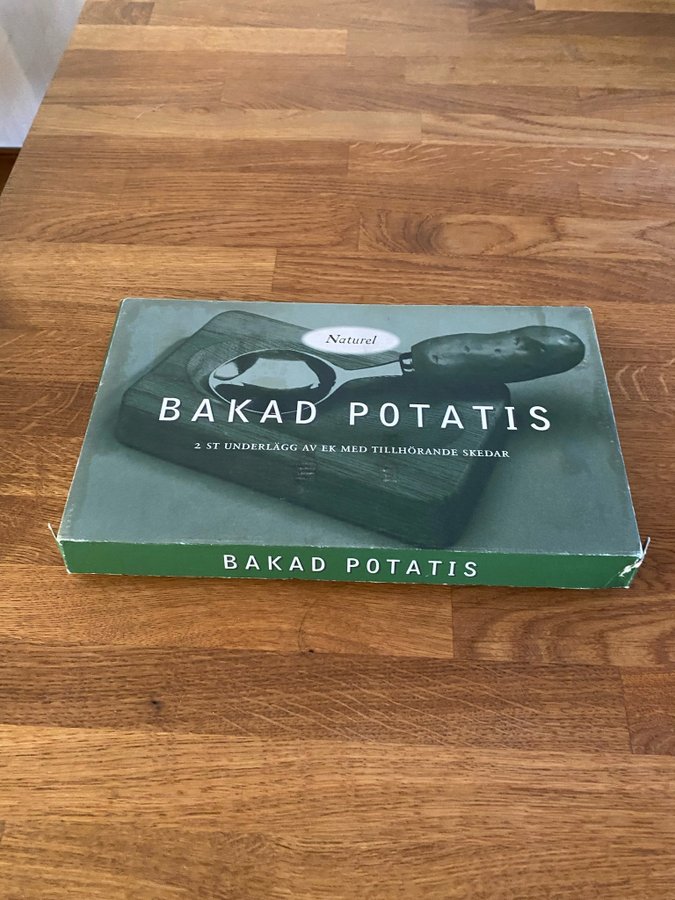 Naturel
BAKAD POTATIS
2 ST UNDERLÄGG AV EK MED TILLHÖRANDE SKEDAR
BAKAD POTATIS